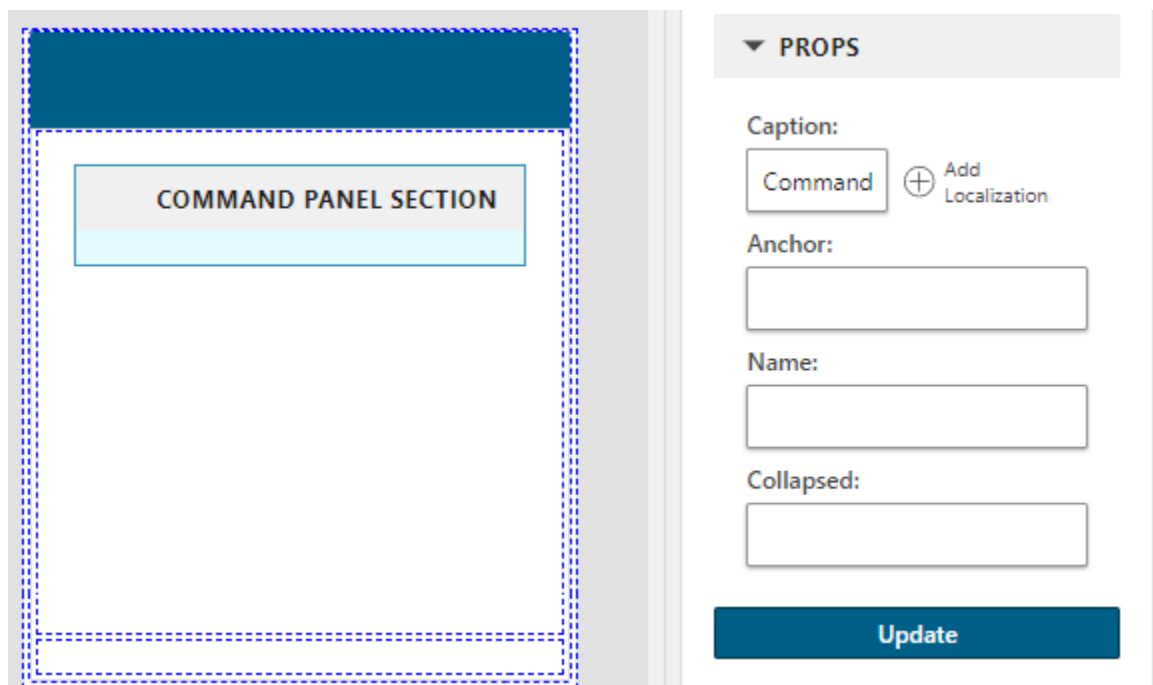 COMMAND PANEL SECTION
PROPS
Caption:
Command
Add
Localization
Anchor:
Name:
Collapsed:
Update